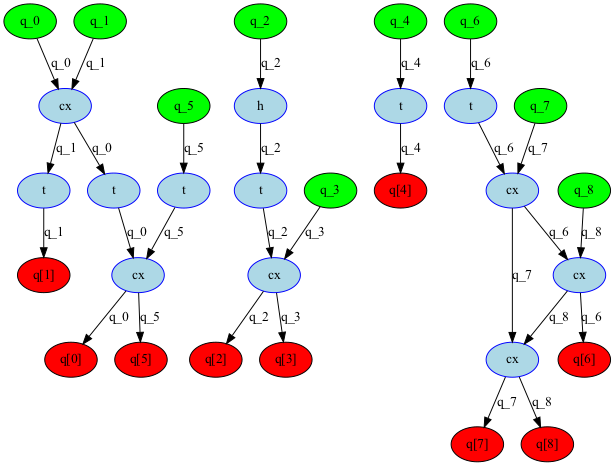 q_0 q_1 q_2 q_4 q_6
q_0 q_1 q_2 q_4 q_6
cx q_5 h t t q_7
q_1 q_0 q_5 q_2 q_4 q_6 q_7
t t t t q_3 q[4] cx q_8
q_1 q_0 q_5 q_2 q_3 q_6 q_8
q[1] cx cx q_7 cx
q_0 q_5 q_2 q_3 q_8 q_6
q[0] q[5] q[2] q[3] cx q[6]
q_7 q_8
q[7] q[8]